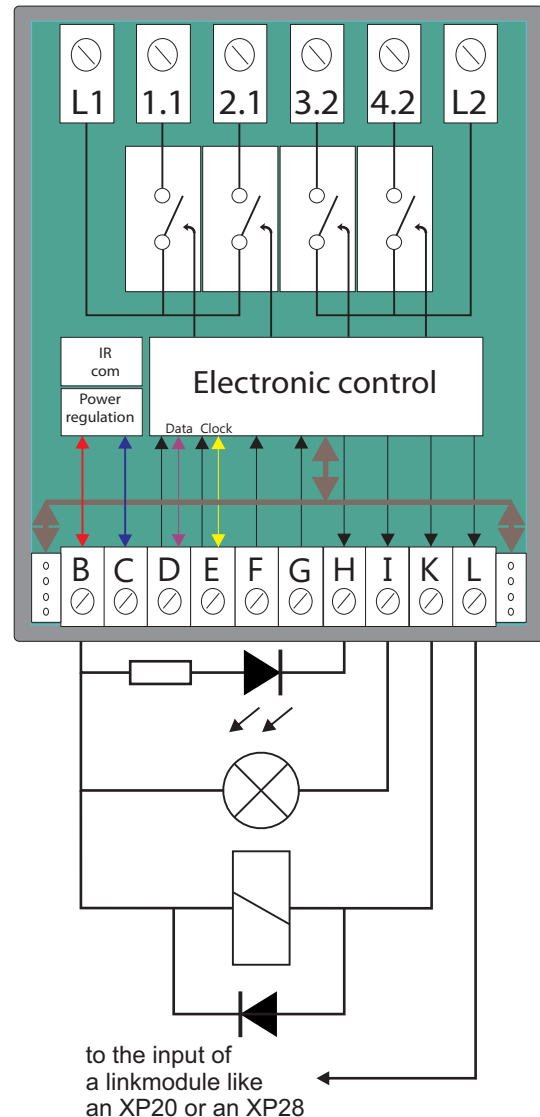 L1 1.1 2.1 3.2 4.2 L2
IR
com
Power
regulation
Electronic control
Data Clock
B C D E F G H I K L
to the input of
a linkmodule like
an XP20 or an XP28